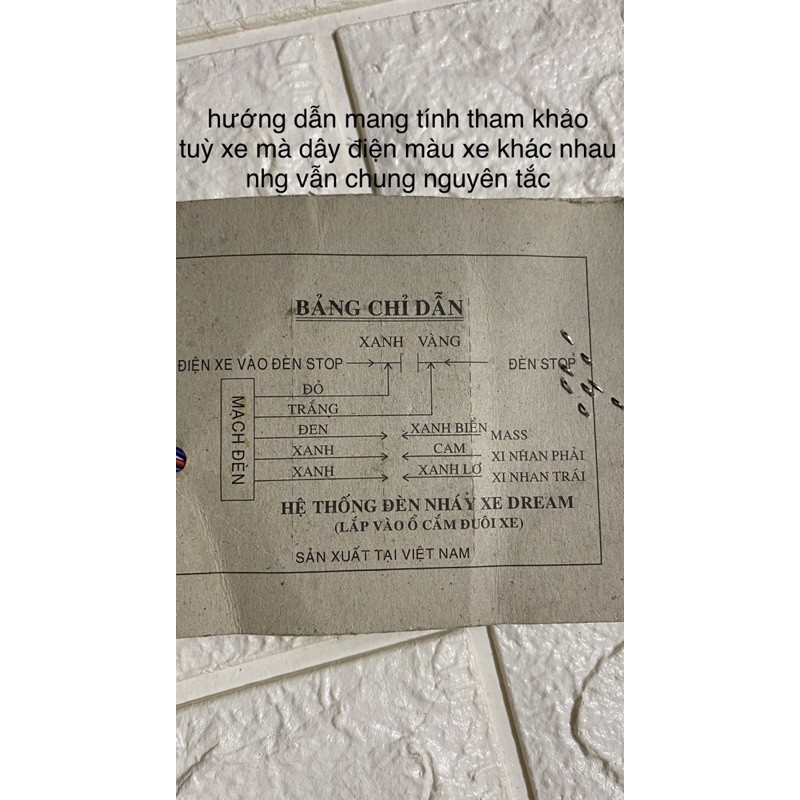 hướng dẫn mang tính tham khảo
tuỳ xe mà dây điện màu xe khác nhau
nhg vẫn chung nguyên tắc
BẢNG CHỈ DẪN
XANH VÀNG
ĐIỆN XE VÀO ĐÈN STOP ĐÈN STOP
MẠCH ĐÈN
ĐỎ
TRẮNG
ĐEN XANH BIỂN MASS
XANH CAM XI NHAN PHẢI
XANH XANH LƠ XI NHAN TRÁI
HỆ THỐNG ĐÈN NHÁY XE DREAM
(LẮP VÀO Ổ CẮM ĐUÔI XE)
SẢN XUẤT TẠI VIỆT NAM